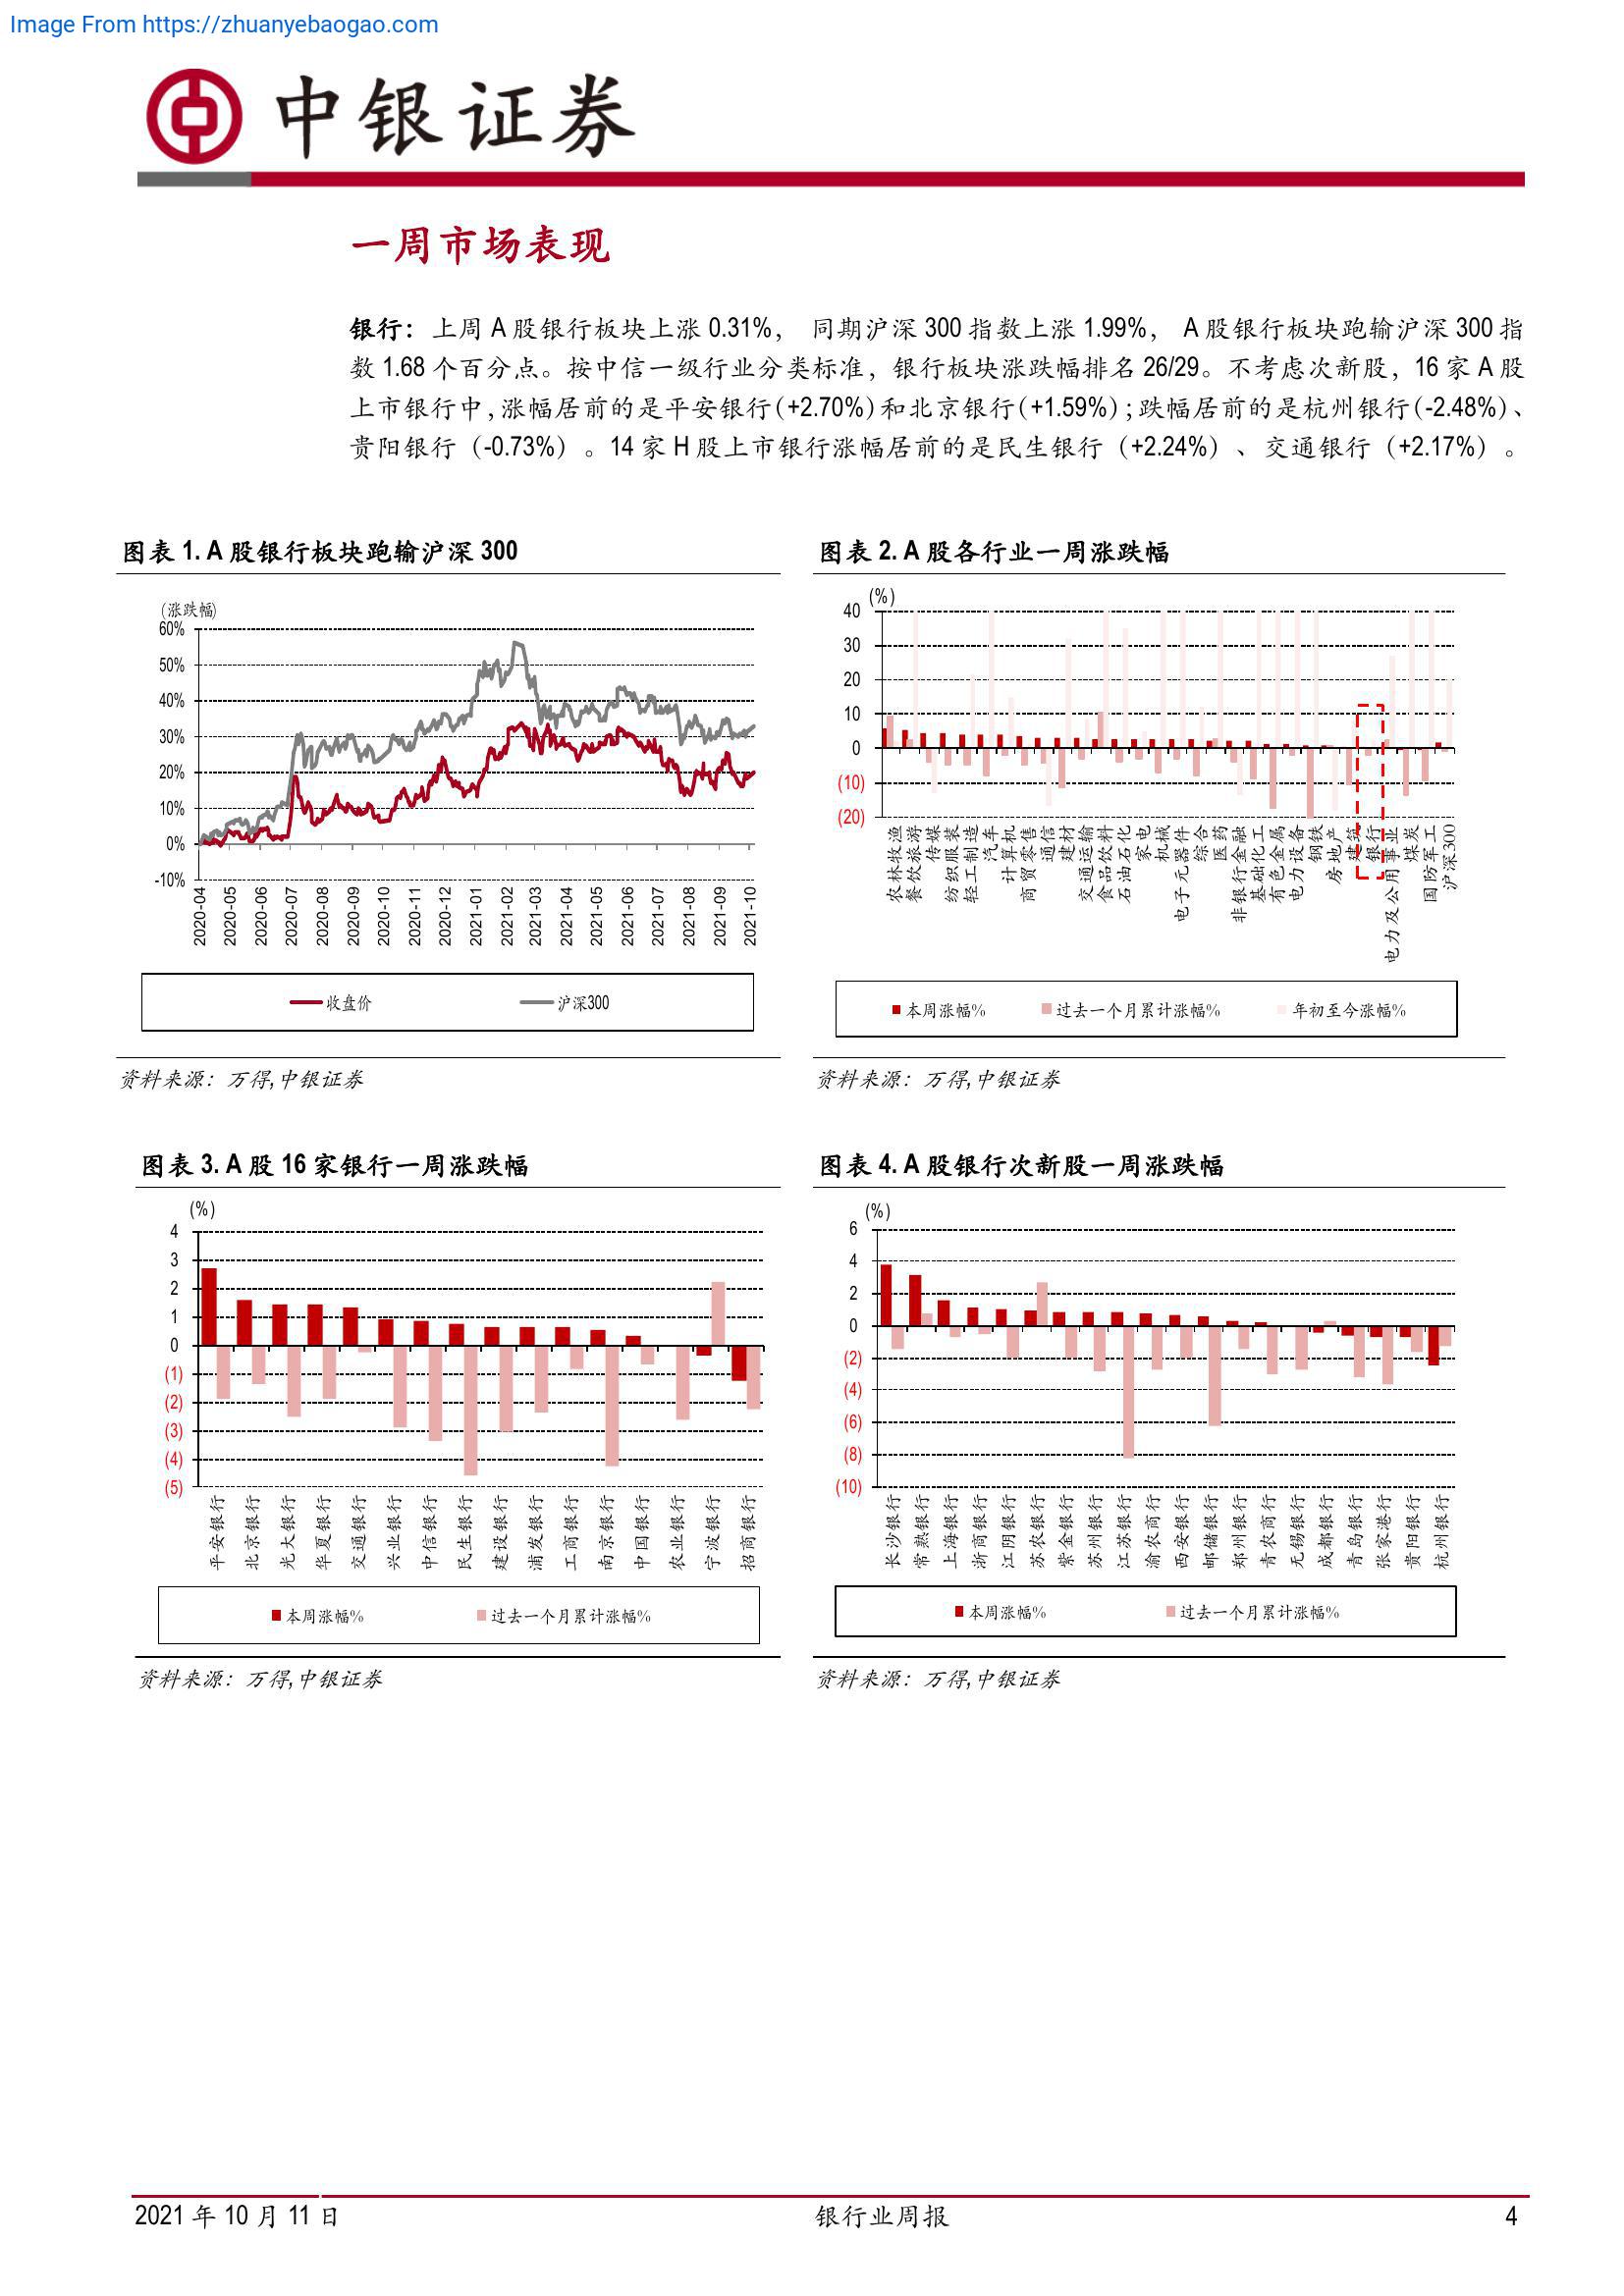 Image From https://zhuanyebaogao.com
中银证券
一周市场表现
银行：上周 A 股银行板块上涨 0.31%， 同期沪深 300 指数上涨 1.99%， A 股银行板块跑输沪深 300 指
数 1.68 个百分点。按中信一级行业分类标准，银行板块涨跌幅排名 26/29。不考虑次新股，16 家 A 股
上市银行中，涨幅居前的是平安银行（+2.70%）和北京银行（+1.59%）；跌幅居前的是杭州银行（-2.48%）、
贵阳银行（-0.73%）。14 家 H 股上市银行涨幅居前的是民生银行（+2.24%）、交通银行（+2.17%）。
图表 1. A 股银行板块跑输沪深 300
(涨跌幅)
60%
50%
40%
30%
20%
10%
0%
-10%
2020-04
2020-05
2020-06
2020-07
2020-08
2020-09
2020-10
2020-11
2020-12
2021-01
2021-02
2021-03
2021-04
2021-05
2021-06
2021-07
2021-08
2021-09
2021-10
收盘价
沪深300
资料来源：万得,中银证券
图表 2. A 股各行业一周涨跌幅
(%)
40
30
20
10
0
(10)
(20)
农林牧渔
餐饮旅游
传媒
纺织服装
轻工制造
汽车
计算机
商贸零售
通信
建材
交通运输
食品饮料
石油石化
家电
机械
电子元器件
综合
医药
非银行金融
基础化工
有色金属
电力设备
钢铁
房地产
建筑
银行
电力及公用事业
煤炭
国防军工
沪深300
本周涨幅%
过去一个月累计涨幅%
年初至今涨幅%
资料来源：万得,中银证券
图表 3. A 股 16 家银行一周涨跌幅
(%)
4
3
2
1
0
(1)
(2)
(3)
(4)
(5)
平安银行
北京银行
光大银行
华夏银行
交通银行
兴业银行
中信银行
民生银行
建设银行
浦发银行
工商银行
南京银行
中国银行
农业银行
宁波银行
招商银行
本周涨幅%
过去一个月累计涨幅%
资料来源：万得,中银证券
图表 4. A 股银行次新股一周涨跌幅
(%)
6
4
2
0
(2)
(4)
(6)
(8)
(10)
长沙银行
常熟银行
上海银行
浙商银行
江阴银行
苏农银行
紫金银行
苏州银行
江苏银行
渝农商行
西安银行
邮储银行
郑州银行
青农商行
无锡银行
成都银行
青岛银行
张家港行
贵阳银行
杭州银行
本周涨幅%
过去一个月累计涨幅%
资料来源：万得,中银证券
2021 年 10 月 11 日
银行业周报
4